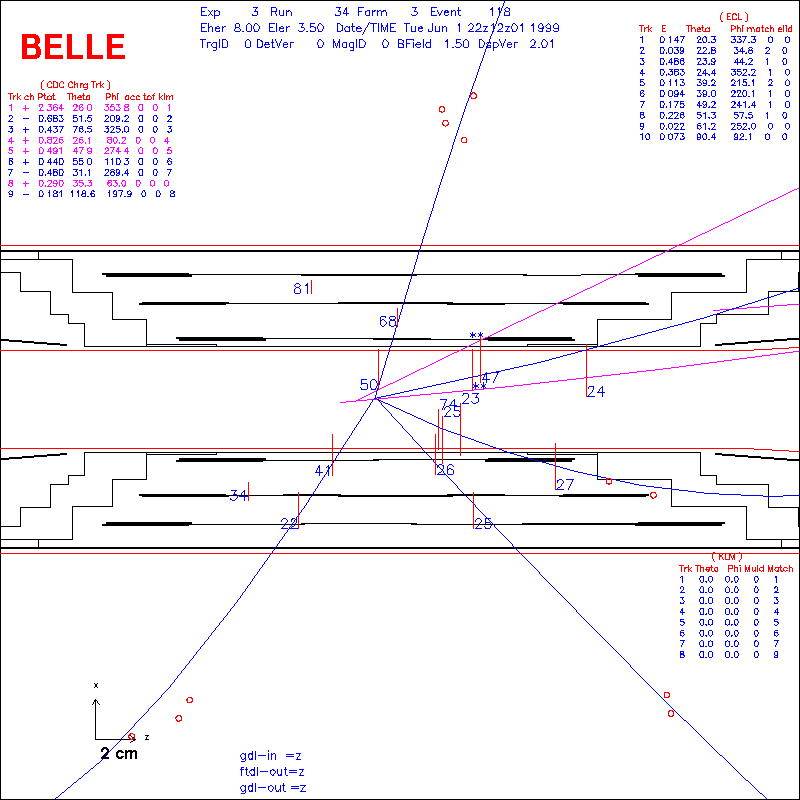 Exp 3 Run 34 Farm 3 Event 118
Eher 8.00 Eler 3.50 Date/TIME Tue Jun 1 22z12z01 1999
TrgID 0 DetVer 0 MagID 0 BField 1.50 DspVer 2.01
BELLE
( CDC Chrg Trk )
Trk ch Ptot Theta Phi acc tof klm
1 + 2.364 26.0 353.8 0 0 1
2 - 0.683 51.5 209.2 0 0 2
3 + 0.437 76.5 325.0 0 0 3
4 + 0.826 26.1 80.2 0 0 4
5 + 0.491 47.9 274.4 0 0 5
6 + 0.440 55.0 110.3 0 0 6
7 - 0.480 31.1 269.4 0 0 7
8 + 0.290 35.3 63.0 0 0 0
9 - 0.181 118.6 197.9 0 0 8
( ECL )
Trk E Theta Phi match elid
1 0.147 20.3 337.3 0 0
2 0.039 22.8 34.8 2 0
3 0.486 23.9 44.2 1 0
4 0.363 24.4 352.2 1 0
5 0.113 39.2 215.1 2 0
6 0.094 39.0 220.1 1 0
7 0.175 49.2 241.4 1 0
8 0.226 51.3 57.5 1 0
9 0.022 61.2 252.0 0 0
10 0.073 90.4 92.1 0 0
81
68
**
50
47
**
23
24
74
25
41
26
27
34
22
25
( KLM )
Trk Theta Phi Muld Match
1 0.0 0.0 0 1
2 0.0 0.0 0 2
3 0.0 0.0 0 3
4 0.0 0.0 0 4
5 0.0 0.0 0 5
6 0.0 0.0 0 6
7 0.0 0.0 0 7
8 0.0 0.0 0 9
x
z
2 cm
gdl-in =z
ftdl-out=z
gdl-out =z